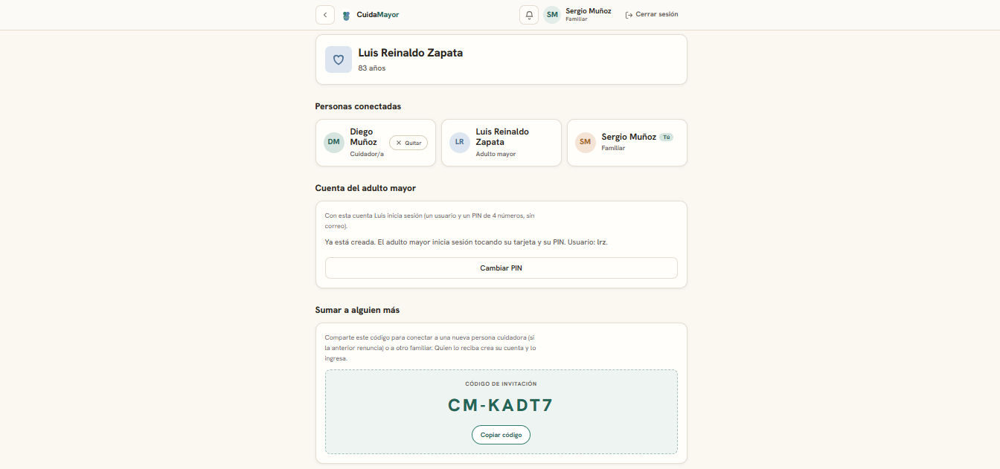 CuidaMayor
SM
Sergio Muñoz
Familiar
Cerrar sesión
Luis Reinaldo Zapata
83 años
Personas conectadas
DM
Diego
Muñoz
Cuidador/a
Quitar
LR
Luis Reinaldo
Zapata
Adulto mayor
SM
Sergio Muñoz Tú
Familiar
Cuenta del adulto mayor
Con esta cuenta Luis inicia sesión (un usuario y un PIN de 4 números, sin
correo).
Ya está creada. El adulto mayor inicia sesión tocando su tarjeta y su PIN. Usuario: lrz.
Cambiar PIN
Sumar a alguien más
Comparte este código para conectar a una nueva persona cuidadora (si
la anterior renuncia) o a otro familiar. Quien lo reciba crea su cuenta y lo
ingresa.
CÓDIGO DE INVITACIÓN
CM-KADT7
Copiar código